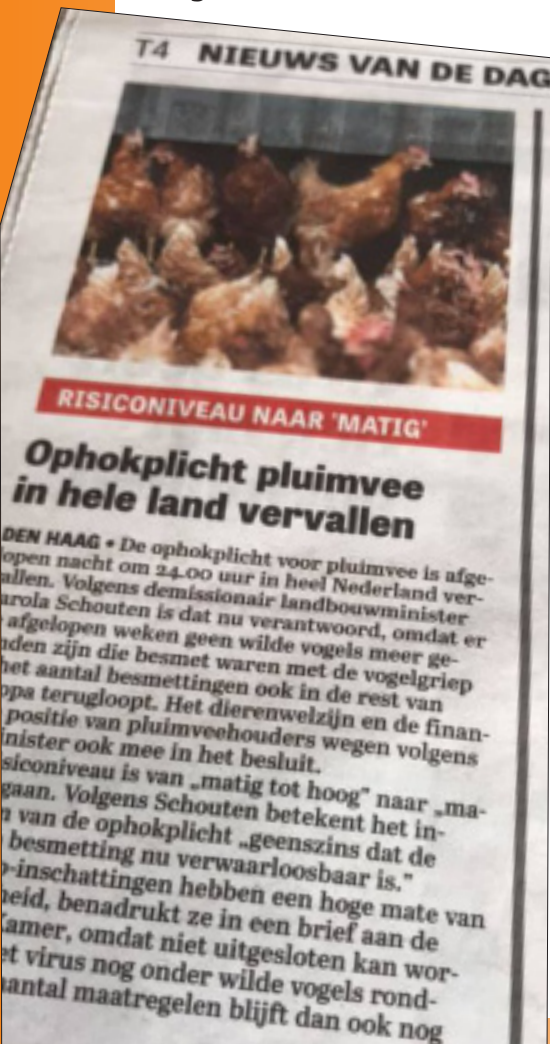 T4 NIEUWS VAN DE DAG
RISICONIVEAU NAAR 'MATIG'
Ophokplicht pluimvee
in hele land vervallen
DEN HAAG • De ophokplicht voor pluimvee is afge-
lopen nacht om 24.00 uur in heel Nederland ver-
allen. Volgens demissionair landbouwminister
arola Schouten is dat nu verantwoord, omdat er
afgelopen weken geen wilde vogels meer ge-
nden zijn die besmet waren met de vogelgriep
het aantal besmettingen ook in de rest van
opa terugloopt. Het dierenwelzijn en de finan-
positie van pluimveehouders wegen volgens
inister ook mee in het besluit.
siconiveau is van „matig tot hoog” naar „ma-
gaan. Volgens Schouten betekent het in-
n van de ophokplicht „geenszins dat de
besmetting nu verwaarloosbaar is.”
o-inschattingen hebben een hoge mate van
heid, benadrukt ze in een brief aan de
Kamer, omdat niet uitgesloten kan wor-
et virus nog onder wilde vogels rond-
aantal maatregelen blijft dan ook nog